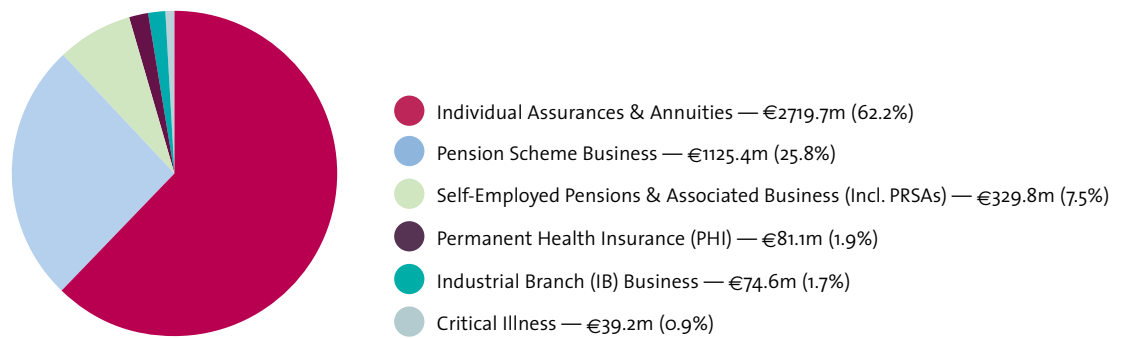 Individual Assurances & Annuities — €2719.7m (62.2%)
Pension Scheme Business — €1125.4m (25.8%)
Self-Employed Pensions & Associated Business (Incl. PRSAs) — €329.8m (7.5%)
Permanent Health Insurance (PHI) — €81.1m (1.9%)
Industrial Branch (IB) Business — €74.6m (1.7%)
Critical Illness — €39.2m (0.9%)